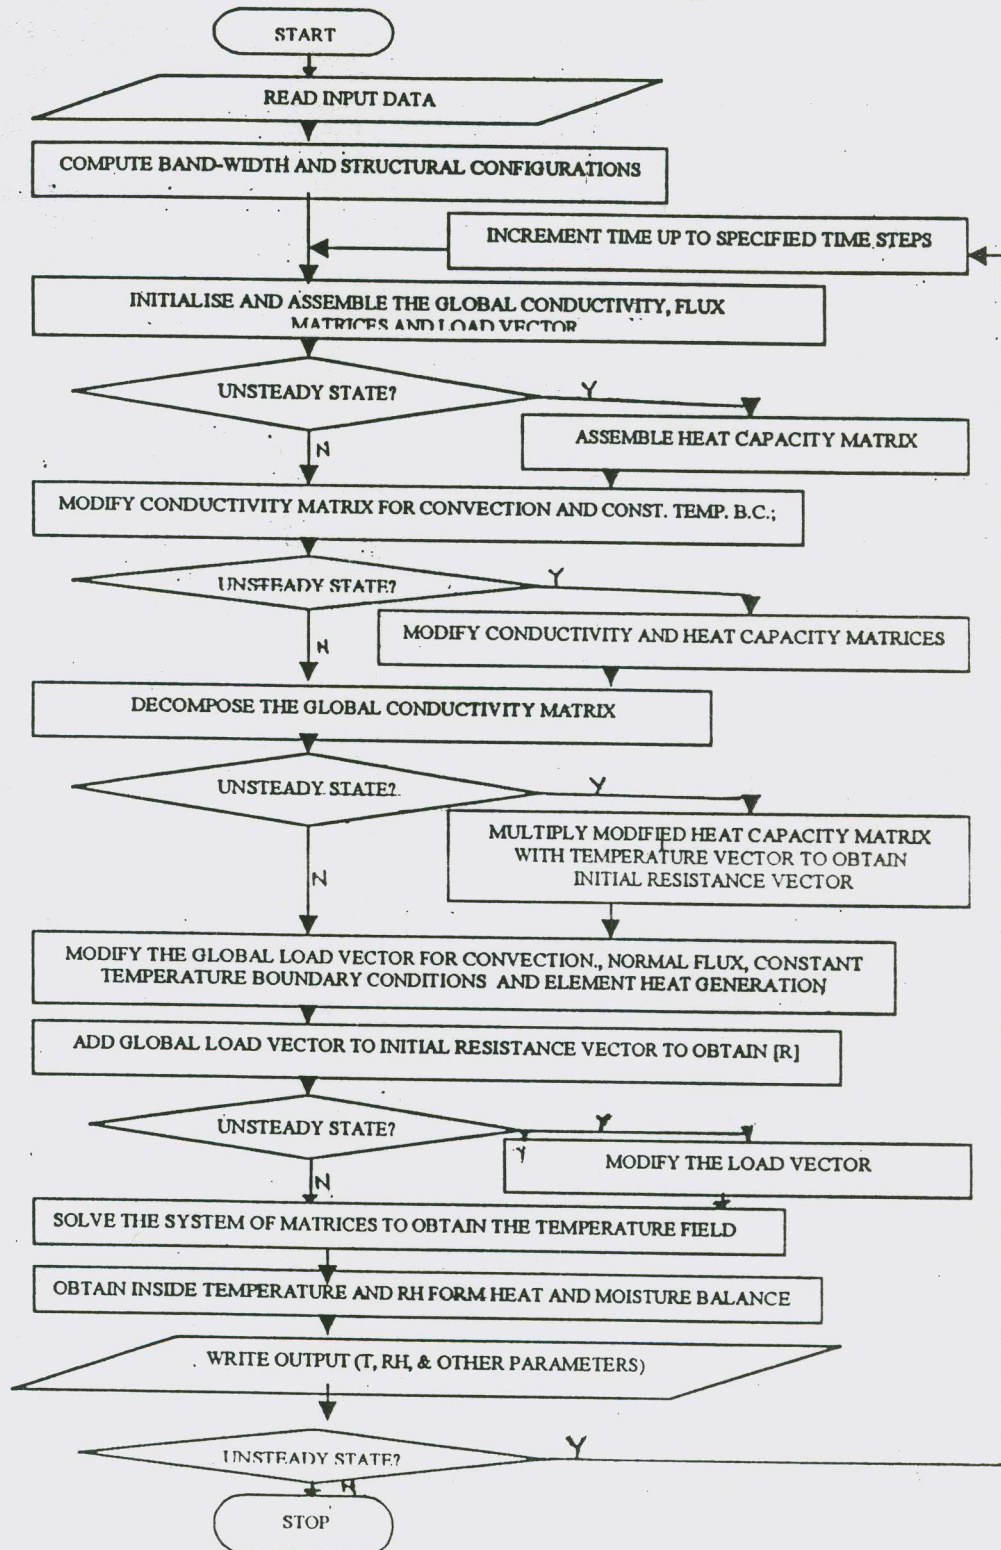 START
READ INPUT DATA
COMPUTE BAND-WIDTH AND STRUCTURAL CONFIGURATIONS
INCREMENT TIME UP TO SPECIFIED TIME STEPS
INITIALISE AND ASSEMBLE THE GLOBAL CONDUCTIVITY, FLUX
MATRICES AND LOAD VECTOR
UNSTEADY STATE?
Y
ASSEMBLE HEAT CAPACITY MATRIX
N
MODIFY CONDUCTIVITY MATRIX FOR CONVECTION AND CONST. TEMP. B.C.;
UNSTEADY STATE?
Y
MODIFY CONDUCTIVITY AND HEAT CAPACITY MATRICES
N
DECOMPOSE THE GLOBAL CONDUCTIVITY MATRIX
UNSTEADY STATE?
Y
MULTIPLY MODIFIED HEAT CAPACITY MATRIX
WITH TEMPERATURE VECTOR TO OBTAIN
INITIAL RESISTANCE VECTOR
N
MODIFY THE GLOBAL LOAD VECTOR FOR CONVECTION., NORMAL FLUX, CONSTANT
TEMPERATURE BOUNDARY CONDITIONS AND ELEMENT HEAT GENERATION
ADD GLOBAL LOAD VECTOR TO INITIAL RESISTANCE VECTOR TO OBTAIN [R]
UNSTEADY STATE?
Y
Y
MODIFY THE LOAD VECTOR
N
SOLVE THE SYSTEM OF MATRICES TO OBTAIN THE TEMPERATURE FIELD
OBTAIN INSIDE TEMPERATURE AND RH FORM HEAT AND MOISTURE BALANCE
WRITE OUTPUT (T, RH, & OTHER PARAMETERS)
UNSTEADY STATE?
Y
N
STOP